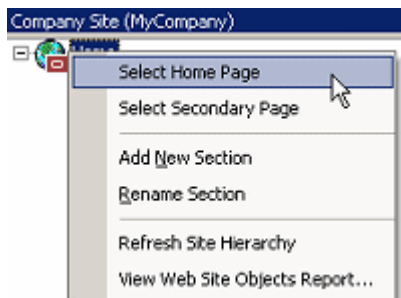 Company Site (MyCompany)
Select Home Page
Select Secondary Page
Add New Section
Rename Section
Refresh Site Hierarchy
View Web Site Objects Report...